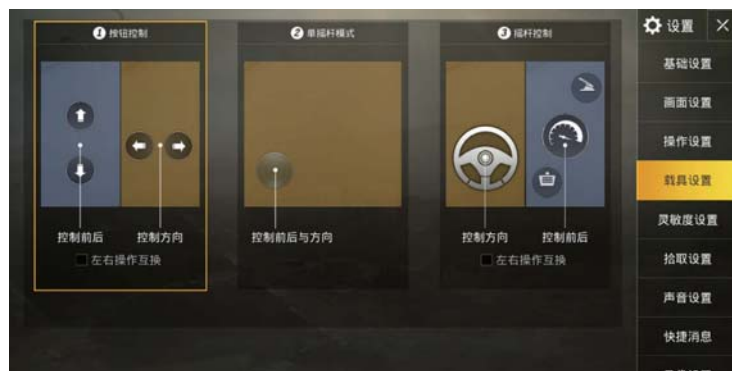 1 按钮控制
控制前后
控制方向
左右操作互换
2 单摇杆模式
控制前后与方向
3 摇杆控制
控制方向
控制前后
左右操作互换
设置
基础设置
画面设置
操作设置
载具设置
灵敏度设置
拾取设置
声音设置
快捷消息